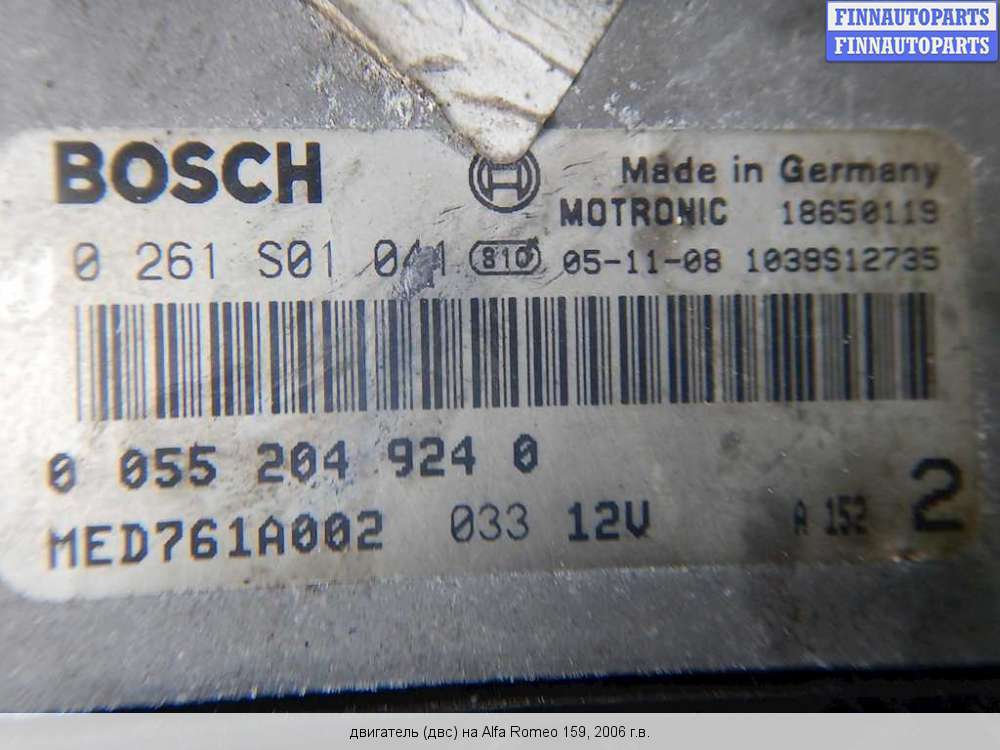 FINNAUTOPARTS
FINNAUTOPARTS
BOSCH
Made in Germany
MOTRONIC 18650119
0 261 S01 810 05-11-08 1039S12735
0 055 204 924 0
MED761A002 033 12V A 152 2
двигатель (двс) на Alfa Romeo 159, 2006 г.в.